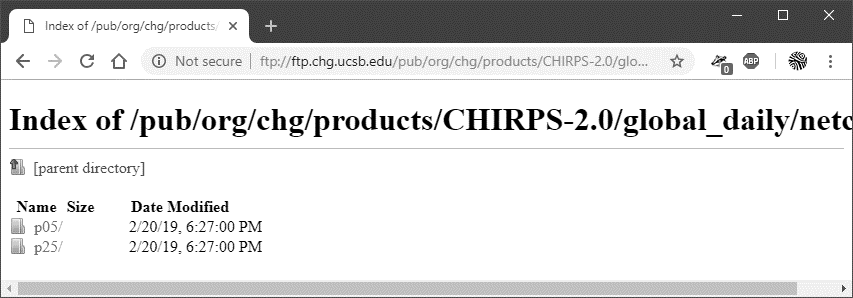 Index of /pub/org/chg/products/
Not secure | ftp://ftp.chg.ucsb.edu/pub/org/chg/products/CHIRPS-2.0/glo...
0 ABP
Index of /pub/org/chg/products/CHIRPS-2.0/global_daily/netc
[parent directory]
Name Size Date Modified
p05/ 2/20/19, 6:27:00 PM
p25/ 2/20/19, 6:27:00 PM